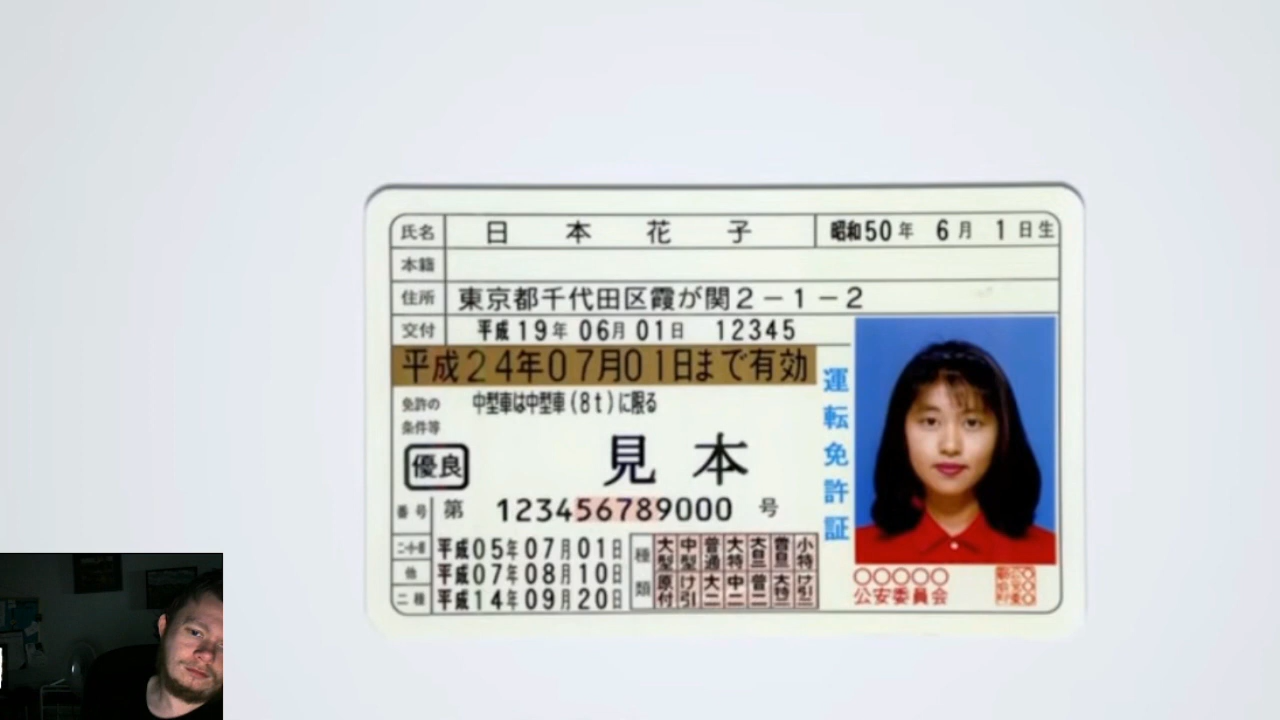 氏名 日本花子 昭和50年 6月 1日生
本籍
住所 東京都千代田区霞が関2-1-2
交付 平成19年06月01日 12345
平成24年07月01日まで有効
免許の条件等 中型車は中型車(8t)に限る
優良
見本
番号 第 123456789000 号
二・小・原 平成05年07月01日
他 平成07年08月10日
二種 平成14年09月20日
種類 大型 中型 普通 大特 大自二 普自二 小特
原付 け引 大二 中二 普二 大特二 け引二
運転免許証
○○○○○
公安委員会